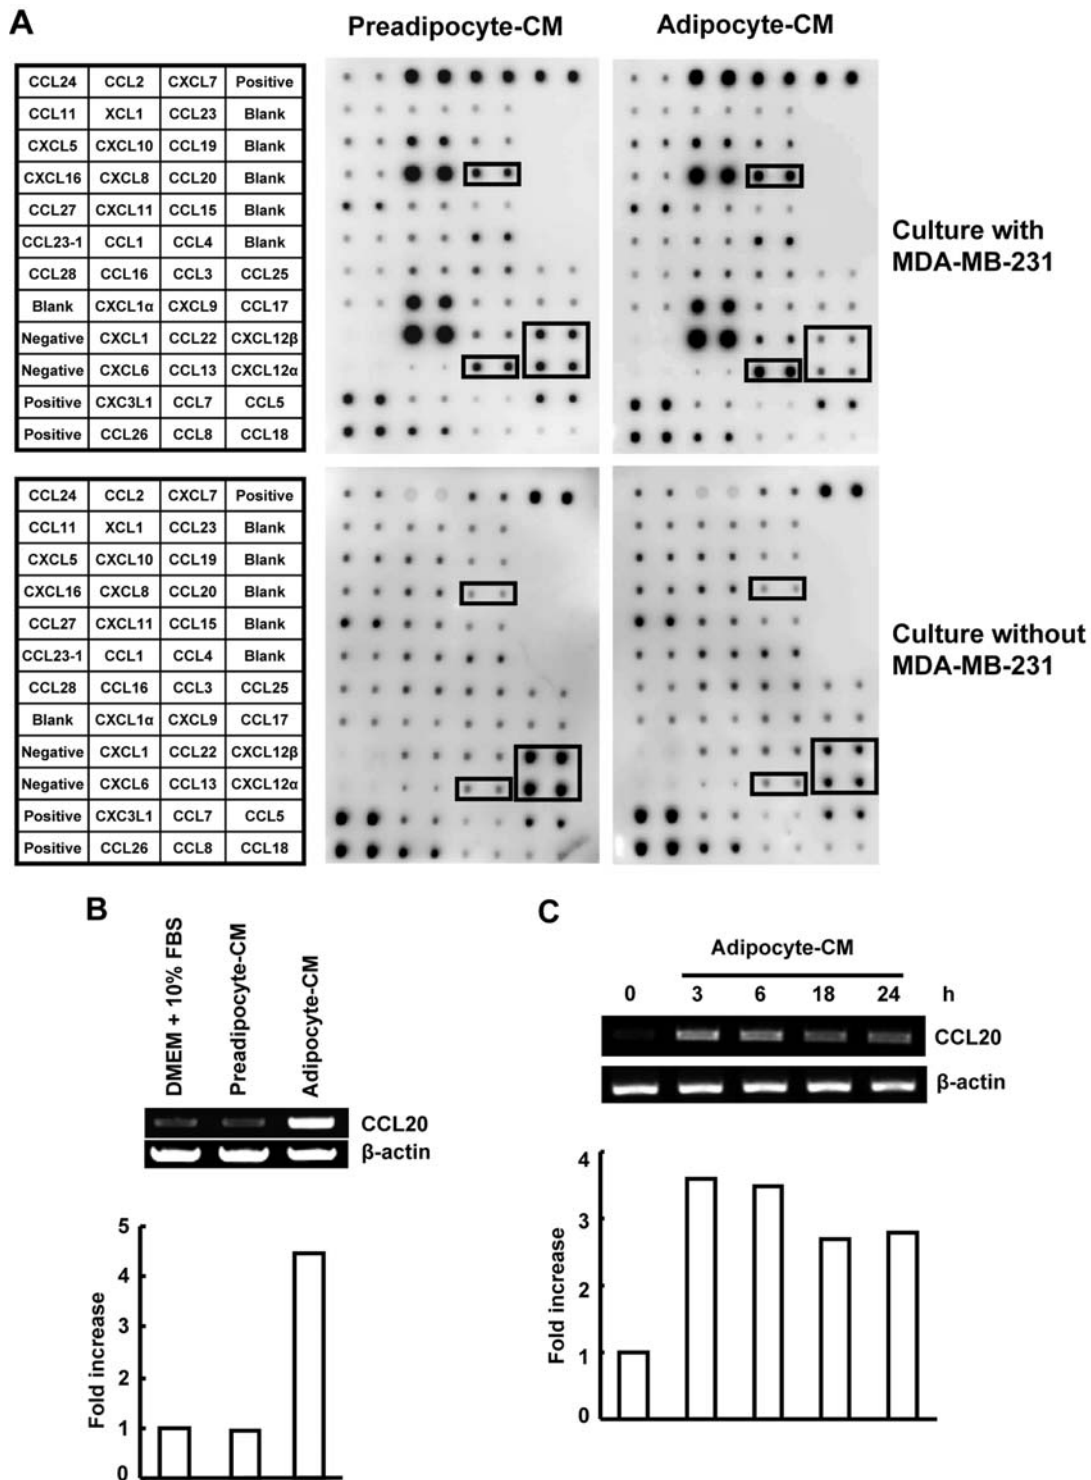 A
Preadipocyte-CM Adipocyte-CM
CCL24 CCL2 CXCL7 Positive
CCL11 XCL1 CCL23 Blank
CXCL5 CXCL10 CCL19 Blank
CXCL16 CXCL8 CCL20 Blank
CCL27 CXCL11 CCL15 Blank
CCL23-1 CCL1 CCL4 Blank
CCL28 CCL16 CCL3 CCL25
Blank CXCL1α CXCL9 CCL17
Negative CXCL1 CCL22 CXCL12β
Negative CXCL6 CCL13 CXCL12α
Positive CXC3L1 CCL7 CCL5
Positive CCL26 CCL8 CCL18
Culture with
MDA-MB-231
CCL24 CCL2 CXCL7 Positive
CCL11 XCL1 CCL23 Blank
CXCL5 CXCL10 CCL19 Blank
CXCL16 CXCL8 CCL20 Blank
CCL27 CXCL11 CCL15 Blank
CCL23-1 CCL1 CCL4 Blank
CCL28 CCL16 CCL3 CCL25
Blank CXCL1α CXCL9 CCL17
Negative CXCL1 CCL22 CXCL12β
Negative CXCL6 CCL13 CXCL12α
Positive CXC3L1 CCL7 CCL5
Positive CCL26 CCL8 CCL18
Culture without
MDA-MB-231
B
DMEM + 10% FBS
Preadipocyte-CM
Adipocyte-CM
CCL20
β-actin
Fold increase
5
4
3
2
1
0
C
Adipocyte-CM
0 3 6 18 24 h
CCL20
β-actin
Fold increase
4
3
2
1
0